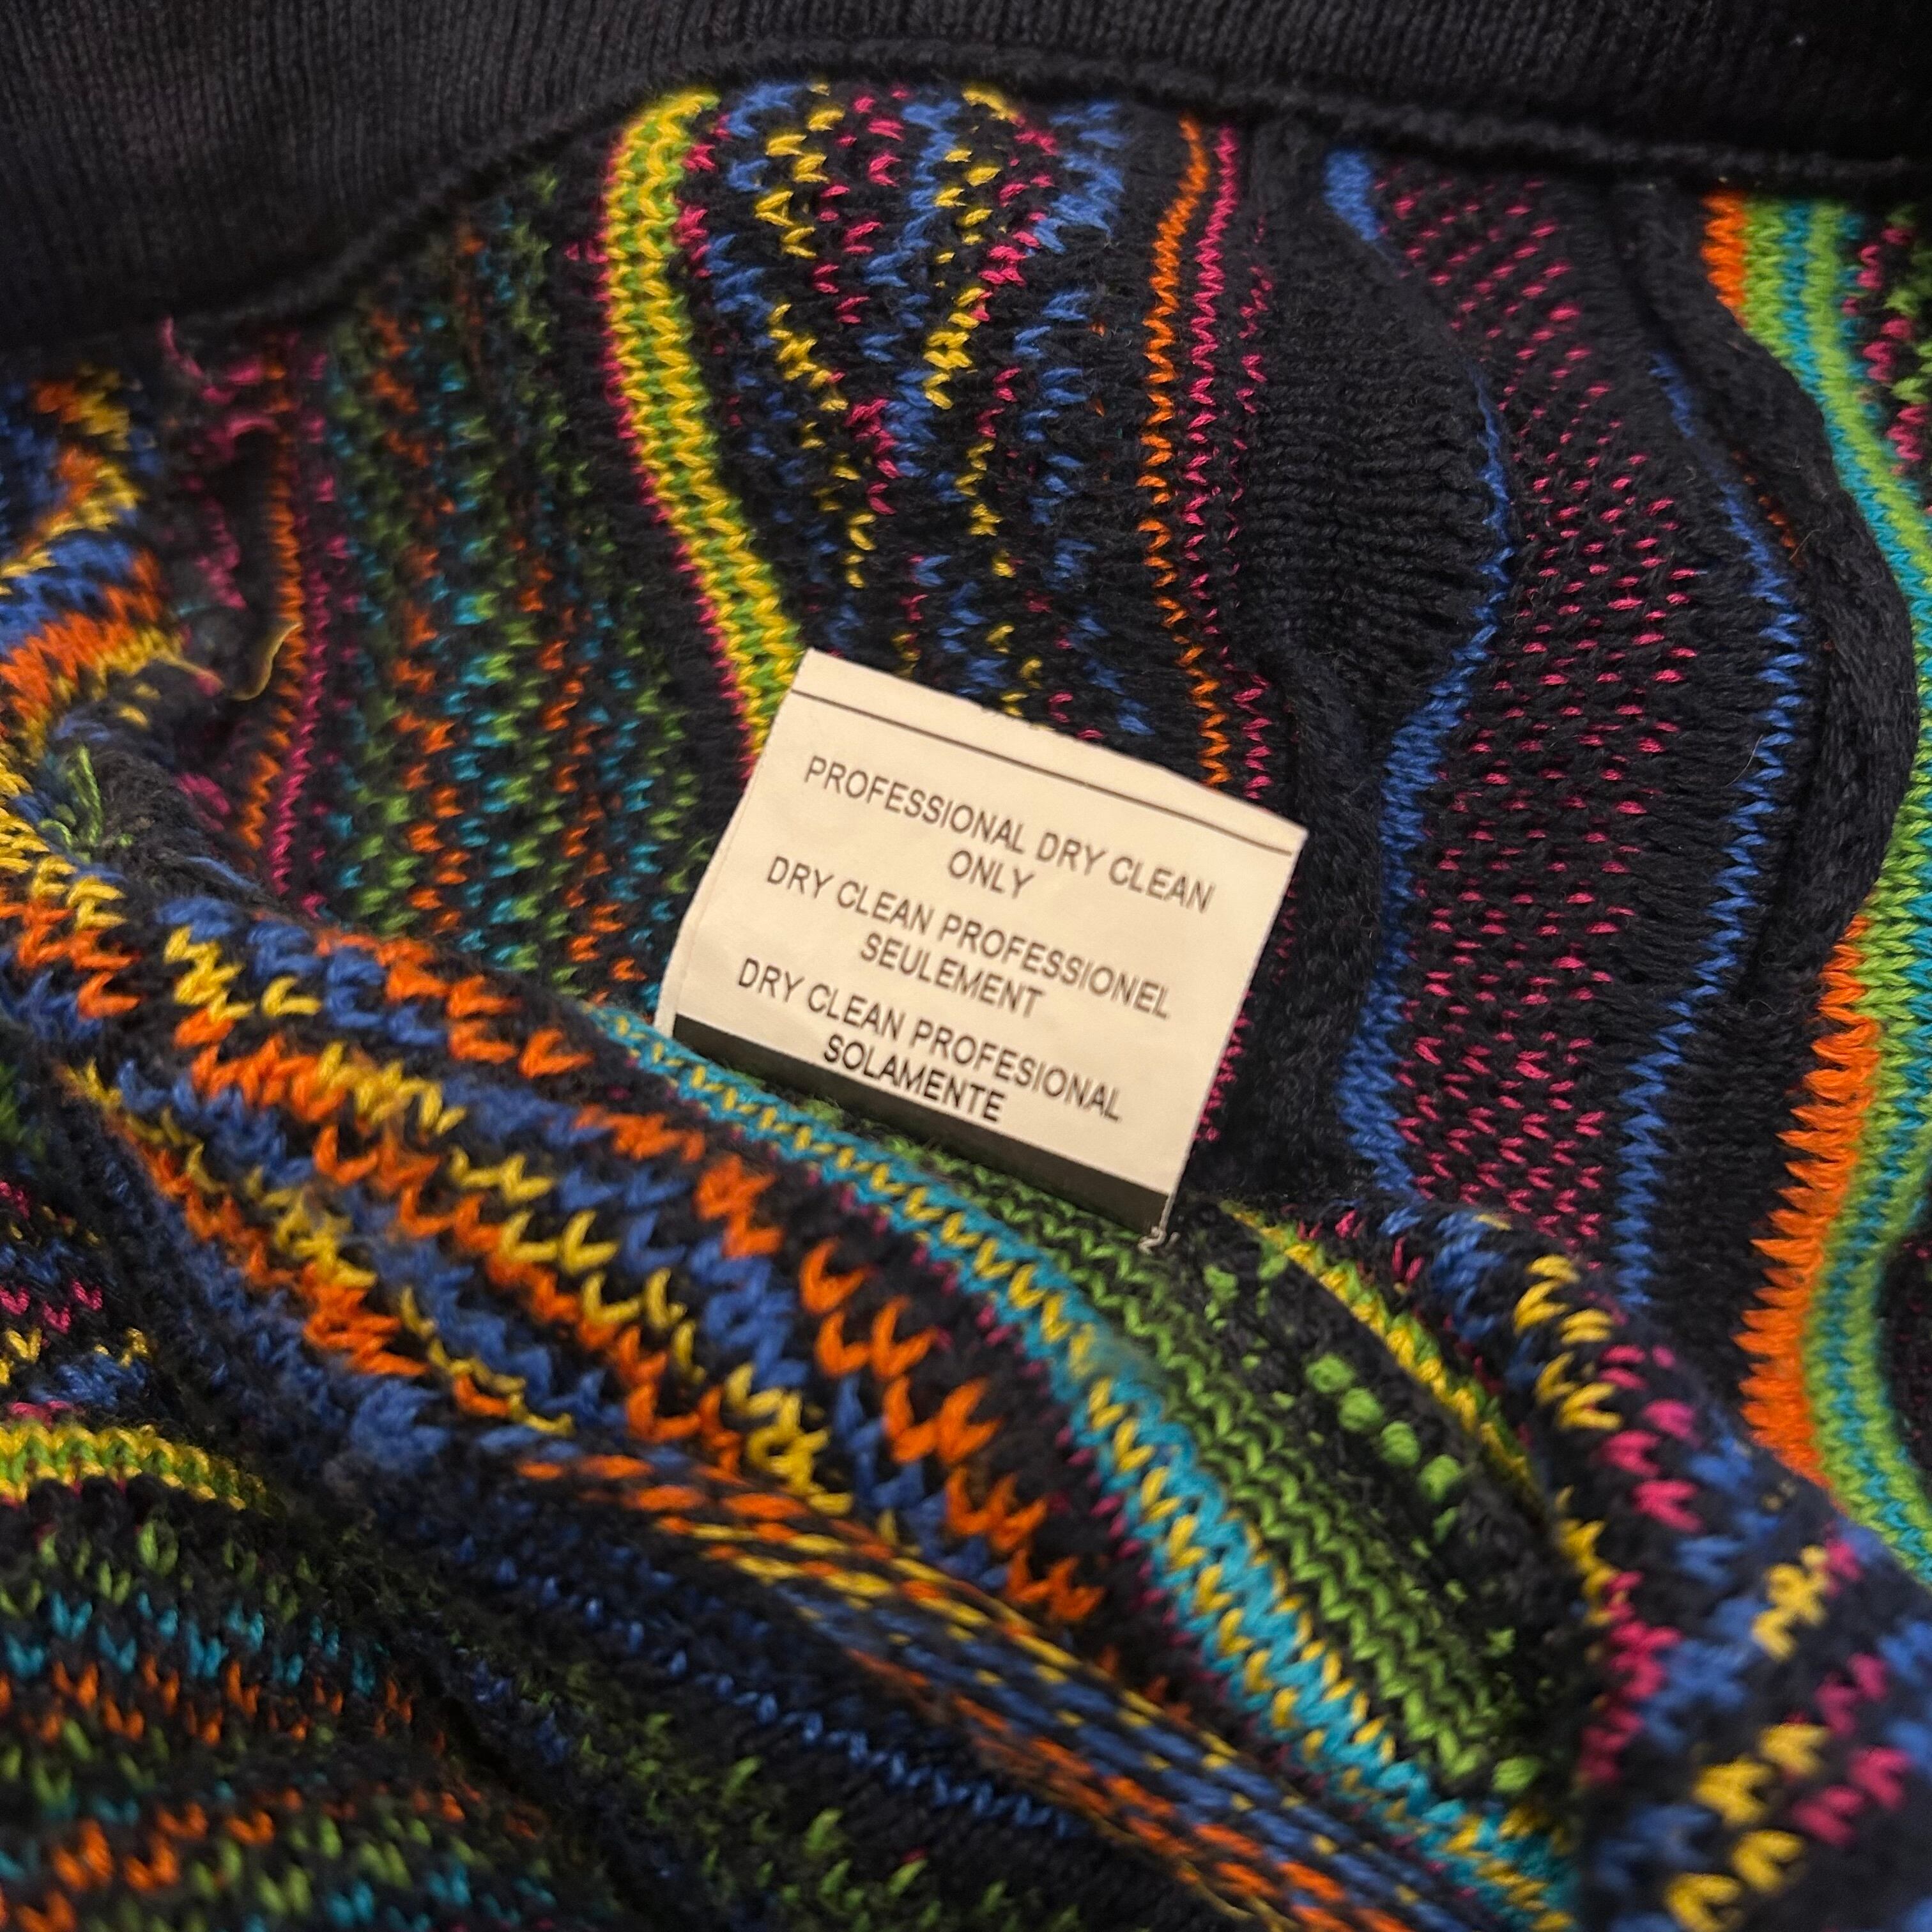 PROFESSIONAL DRY CLEAN
ONLY
DRY CLEAN PROFESSIONEL
SEULEMENT
DRY CLEAN PROFESIONAL
SOLAMENTE